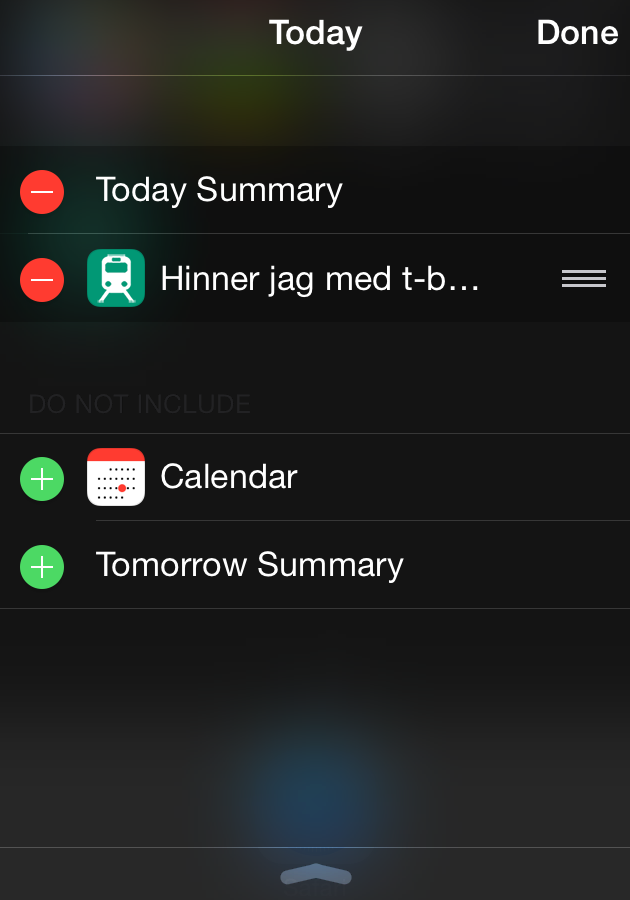 Today
Done
Today Summary
Hinner jag med t-b…
DO NOT INCLUDE
Calendar
Tomorrow Summary